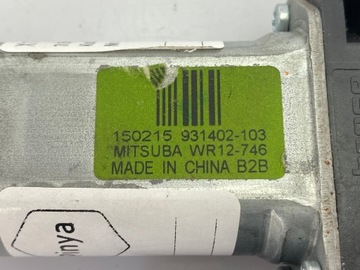 150215 931402-103
MITSUBA WR12-746
MADE IN CHINA B2B